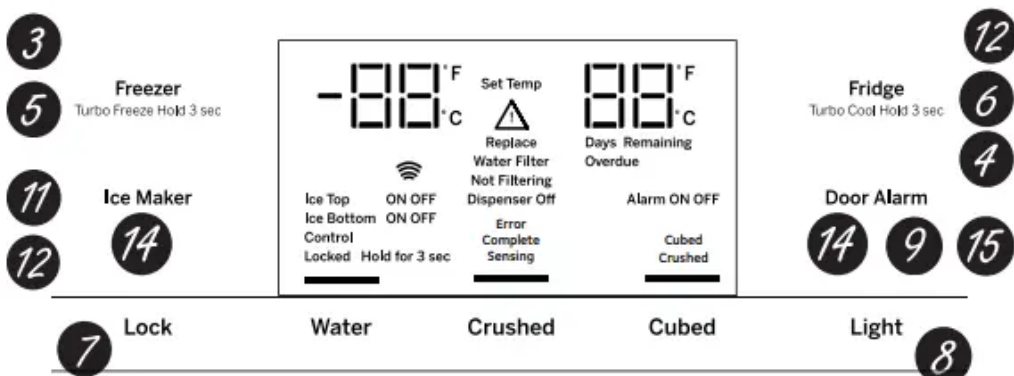 3
12
-88 °F °C
Set Temp
88 °F °C
5
Freezer
Turbo Freeze Hold 3 sec
Fridge
Turbo Cool Hold 3 sec
6
Replace
Water Filter
Not Filtering
Dispenser Off
Days Remaining
Overdue
4
11
Ice Maker
Ice Top ON OFF
Ice Bottom ON OFF
Control
Locked Hold for 3 sec
Error
Complete
Sensing
Alarm ON OFF
Cubed
Crushed
Door Alarm
12
14
14
9
15
Lock
Water
Crushed
Cubed
Light
7
8